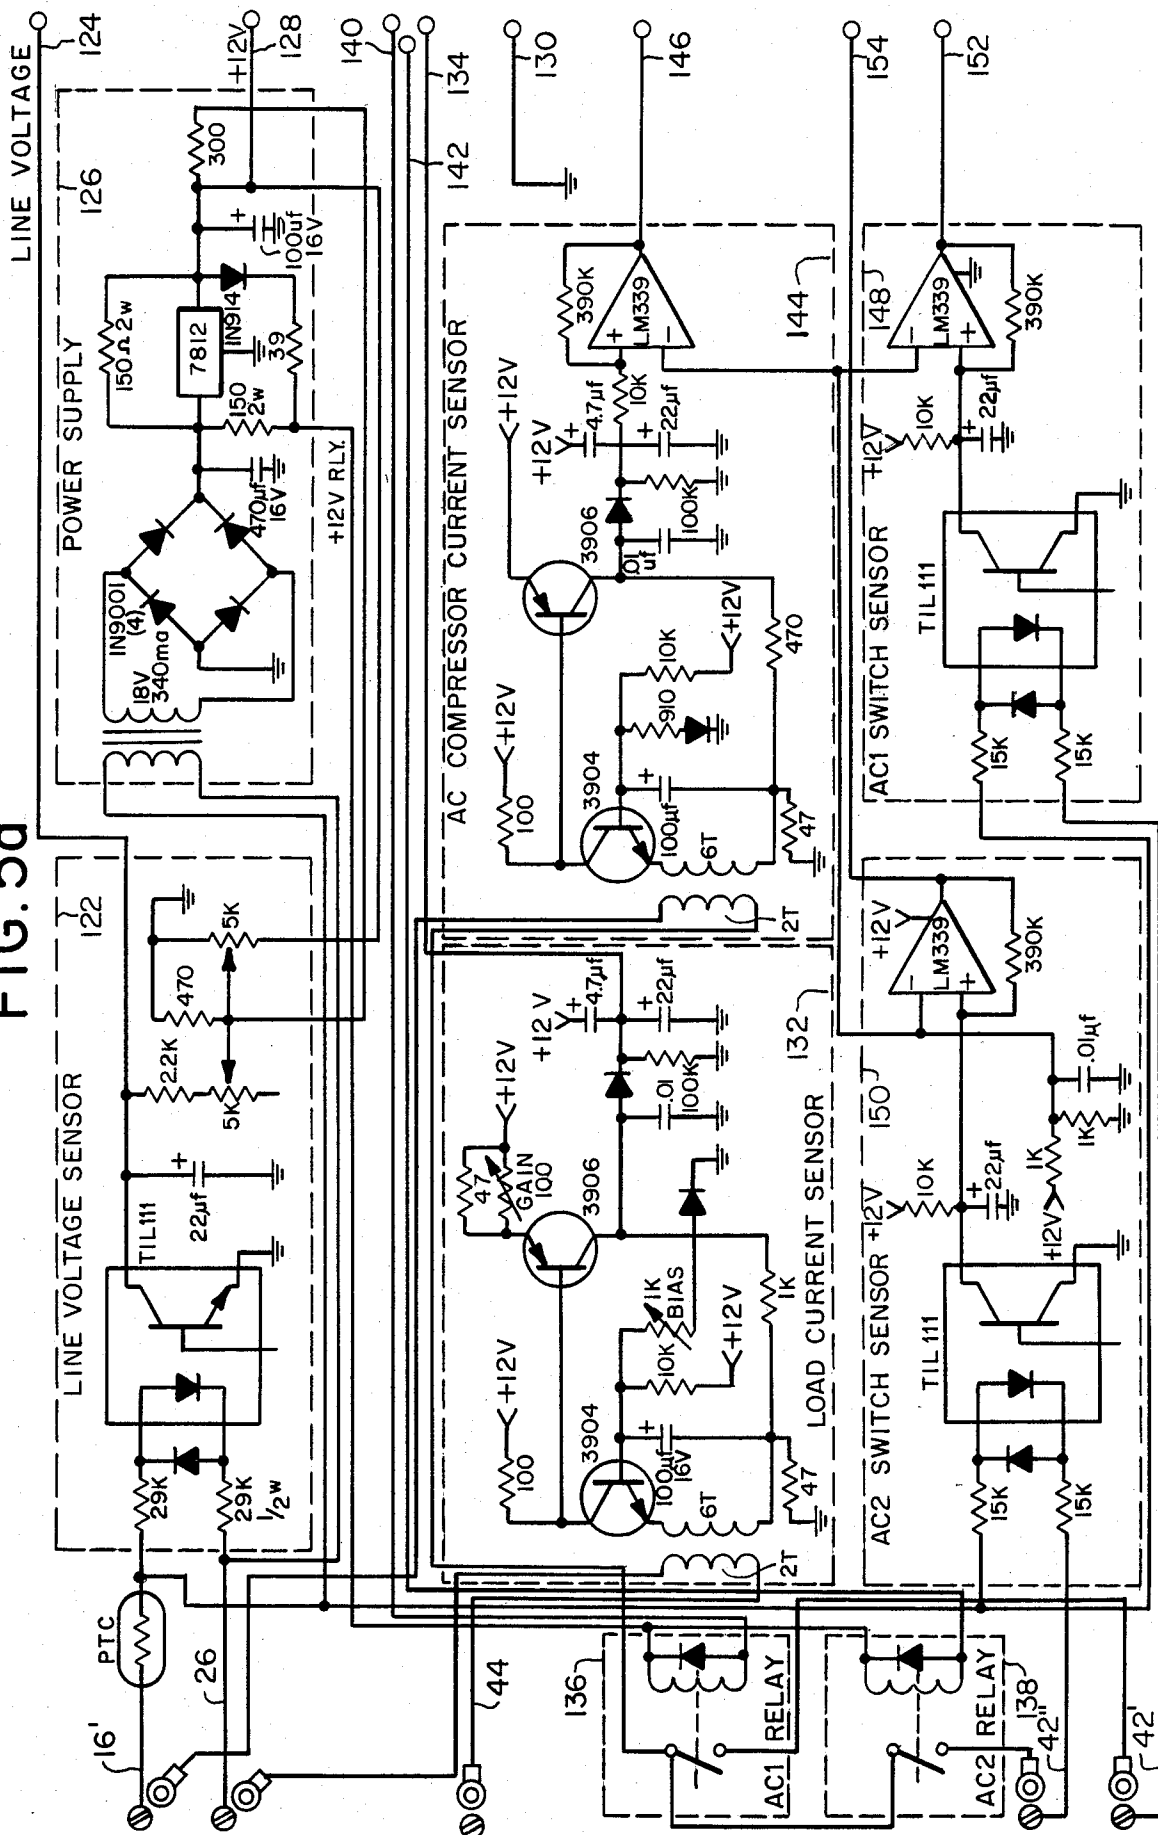 FIG. 5a
LINE VOLTAGE
124
+12V
128
140
134
142
130
146
154
152
POWER SUPPLY
126
18V
340ma
IN9001
(4)
470µf
16V
150Ω 2w
7812
150
2w
IN914
39
100uf
16V
300
+12V RLY.
LINE VOLTAGE SENSOR
122
PTC
16'
26
29K
29K
1/2w
TIL111
22µf
2.2K
5K
470
5K
AC COMPRESSOR CURRENT SENSOR
144
100
+12V
3904
100µf
6T
2T
47
910
10K
+12V
470
3906
+12V
.01
uf
100K
+12V
4.7µf
22µf
10K
390K
LM339
+
-
LOAD CURRENT SENSOR
132
44
100
+12V
3904
100µf
16V
6T
2T
47
10K
1K
BIAS
+12V
1K
3906
47
GAIN
100
+12V
.01
100K
+12V
4.7µf
22µf
AC1 SWITCH SENSOR
148
15K
15K
TIL111
+12V
10K
22µf
LM339
-
+
390K
AC2 SWITCH SENSOR
150
15K
15K
TIL111
+12V
10K
22µf
+12V
1K
1K
.01µf
+12V
LM339
-
+
390K
136
AC1 RELAY
138
AC2 RELAY
42"
42'